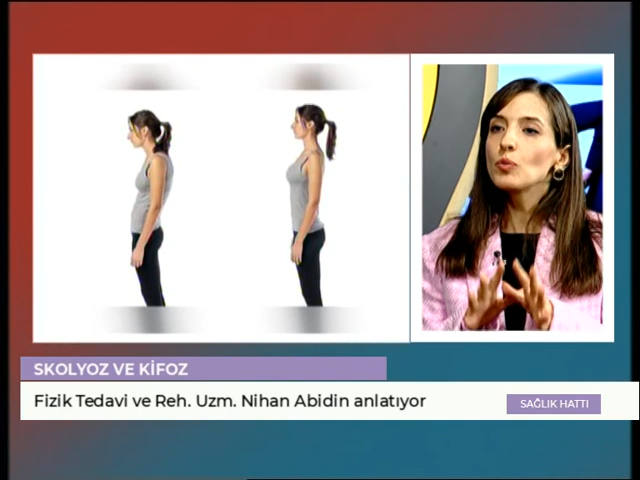 SKOLYOZ VE KİFOZ
Fizik Tedavi ve Reh. Uzm. Nihan Abidin anlatıyor
SAĞLIK HATTI